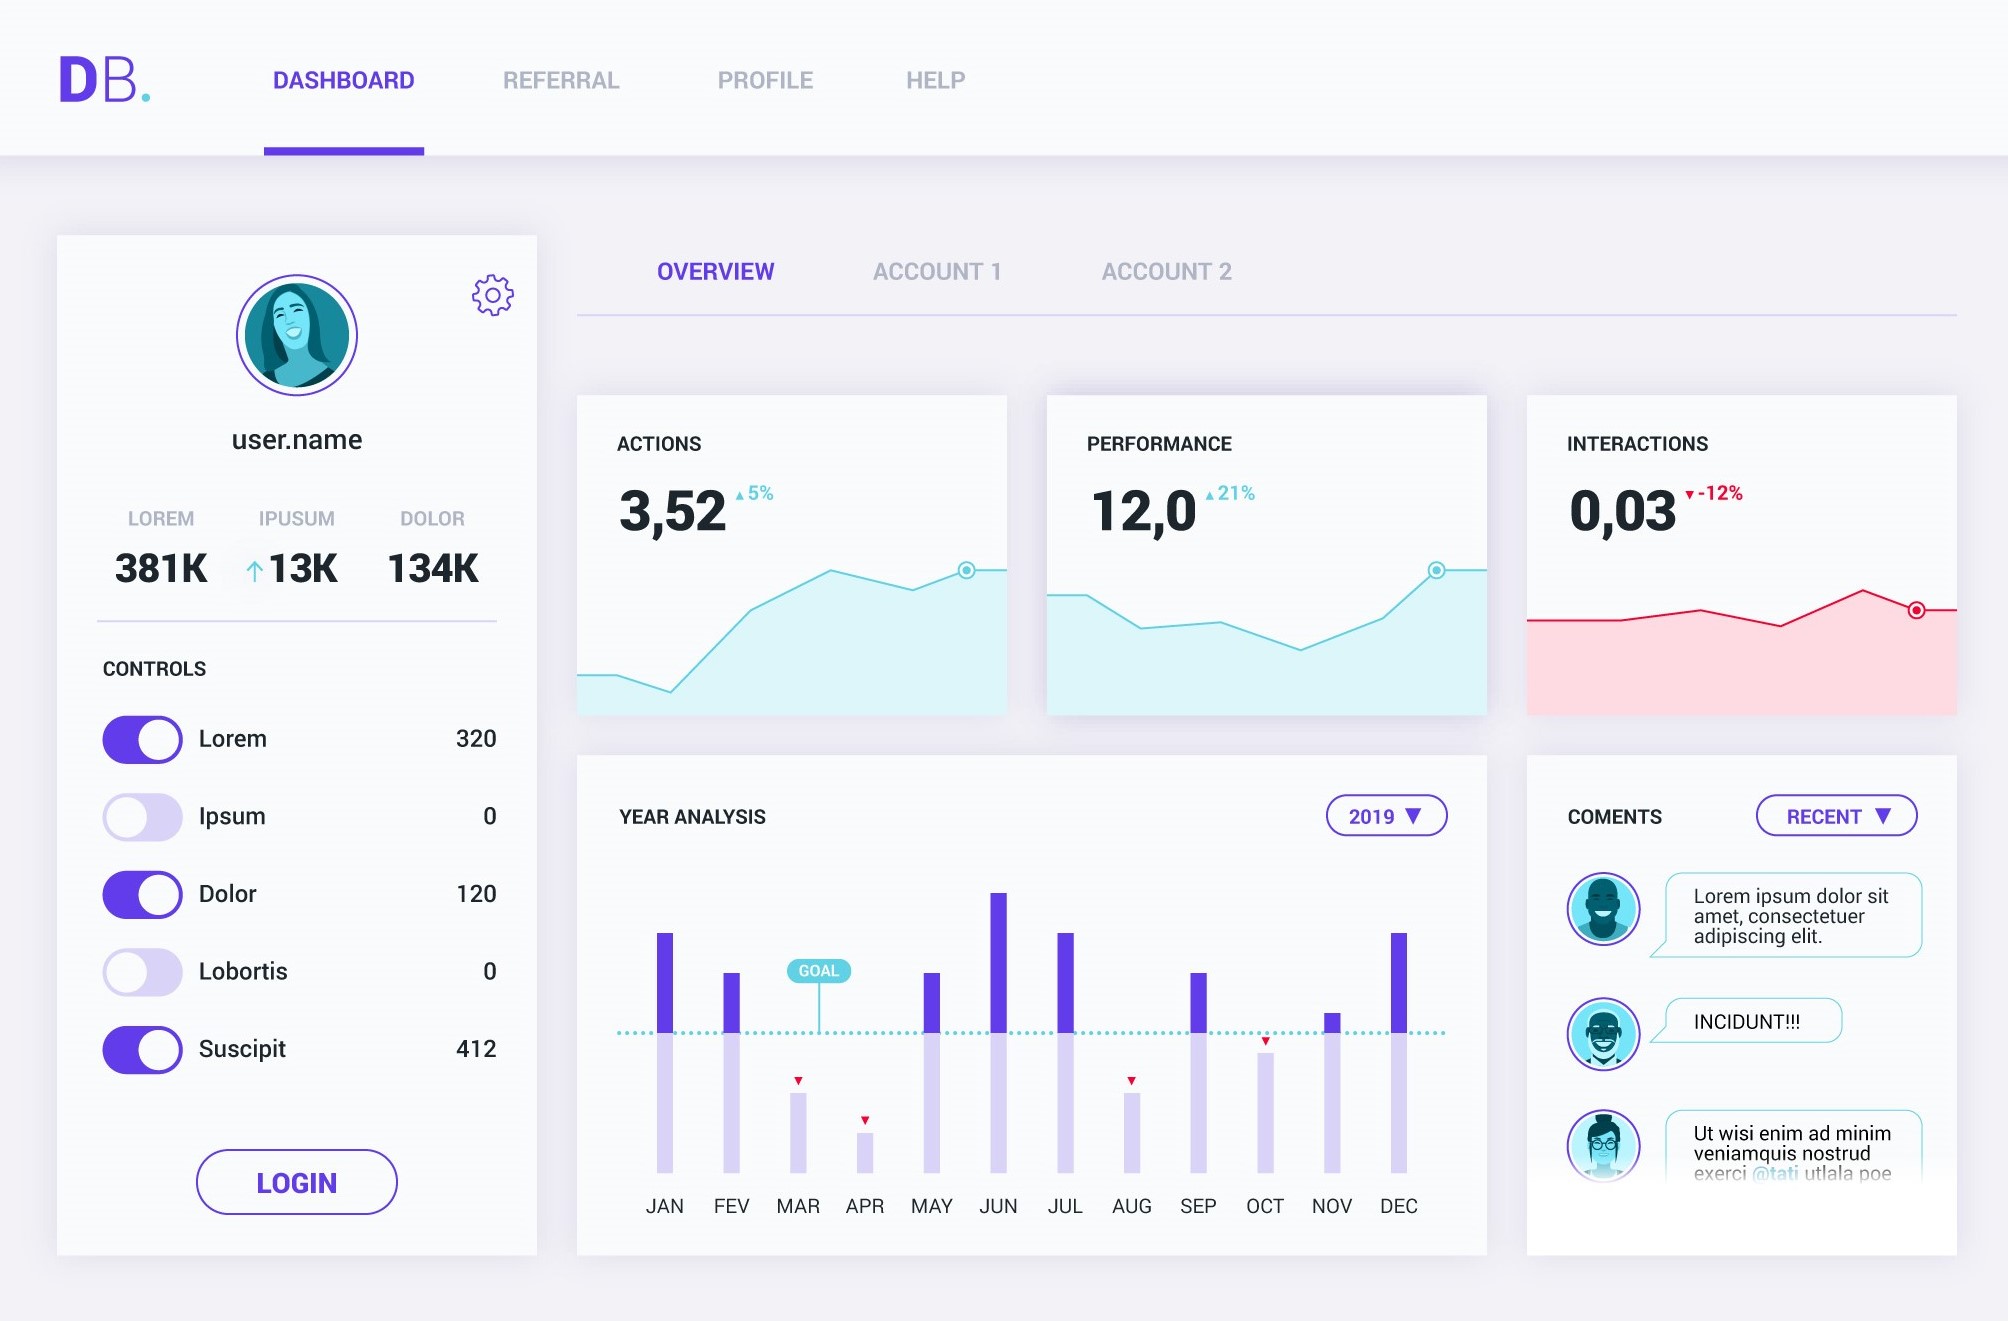 DB.
DASHBOARD
REFERRAL
PROFILE
HELP
user.name
LOREM
IPUSUM
DOLOR
381K
↑13K
134K
CONTROLS
Lorem 320
Ipsum 0
Dolor 120
Lobortis 0
Suscipit 412
LOGIN
OVERVIEW
ACCOUNT 1
ACCOUNT 2
ACTIONS
3,52 ▲5%
PERFORMANCE
12,0 ▲21%
INTERACTIONS
0,03 ▼-12%
YEAR ANALYSIS
2019 ▼
GOAL
JAN FEV MAR APR MAY JUN JUL AUG SEP OCT NOV DEC
COMENTS
RECENT ▼
Lorem ipsum dolor sit
amet, consectetuer
adipiscing elit.
INCIDUNT!!!
Ut wisi enim ad minim
veniamquis nostrud
exerci @tati utlala poe